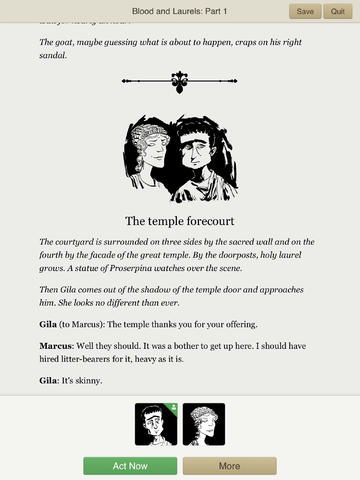 Blood and Laurels: Part 1
Save
Quit
The goat, maybe guessing what is about to happen, craps on his right
sandal.
The temple forecourt
The courtyard is surrounded on three sides by the sacred wall and on the
fourth by the facade of the great temple. By the doorposts, holy laurel
grows. A statue of Proserpina watches over the scene.
Then Gila comes out of the shadow of the temple door and approaches
him. She looks no different than ever.
Gila (to Marcus): The temple thanks you for your offering.
Marcus: Well they should. It was a bother to get up here. I should have
hired litter-bearers for it, heavy as it is.
Gila: It's skinny.
Act Now
More